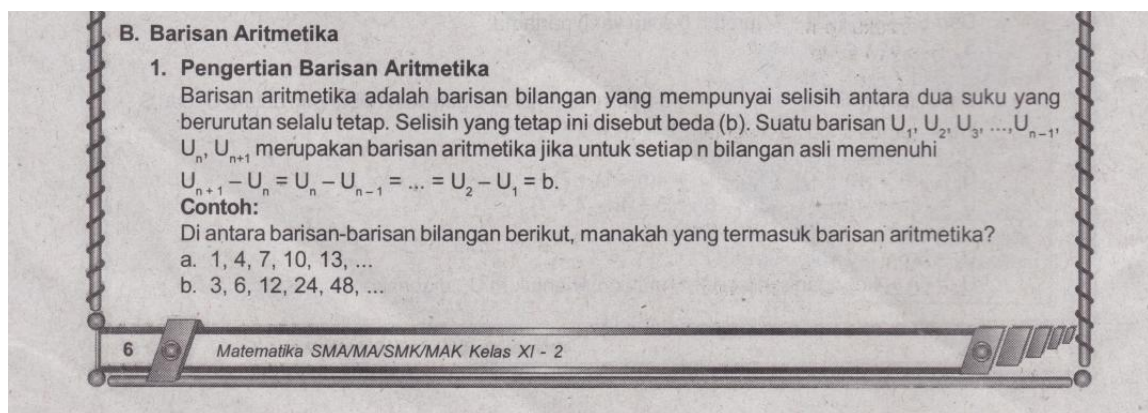 B. Barisan Aritmetika
1. Pengertian Barisan Aritmetika
Barisan aritmetika adalah barisan bilangan yang mempunyai selisih antara dua suku yang
berurutan selalu tetap. Selisih yang tetap ini disebut beda (b). Suatu barisan U₁, U₂, U₃, ...,Uₙ₋₁,
Uₙ, Uₙ₊₁ merupakan barisan aritmetika jika untuk setiap n bilangan asli memenuhi
Uₙ₊₁ – Uₙ = Uₙ – Uₙ₋₁ = ... = U₂ – U₁ = b.
Contoh:
Di antara barisan-barisan bilangan berikut, manakah yang termasuk barisan aritmetika?
a. 1, 4, 7, 10, 13, ...
b. 3, 6, 12, 24, 48, ...
6 Matematika SMA/MA/SMK/MAK Kelas XI - 2